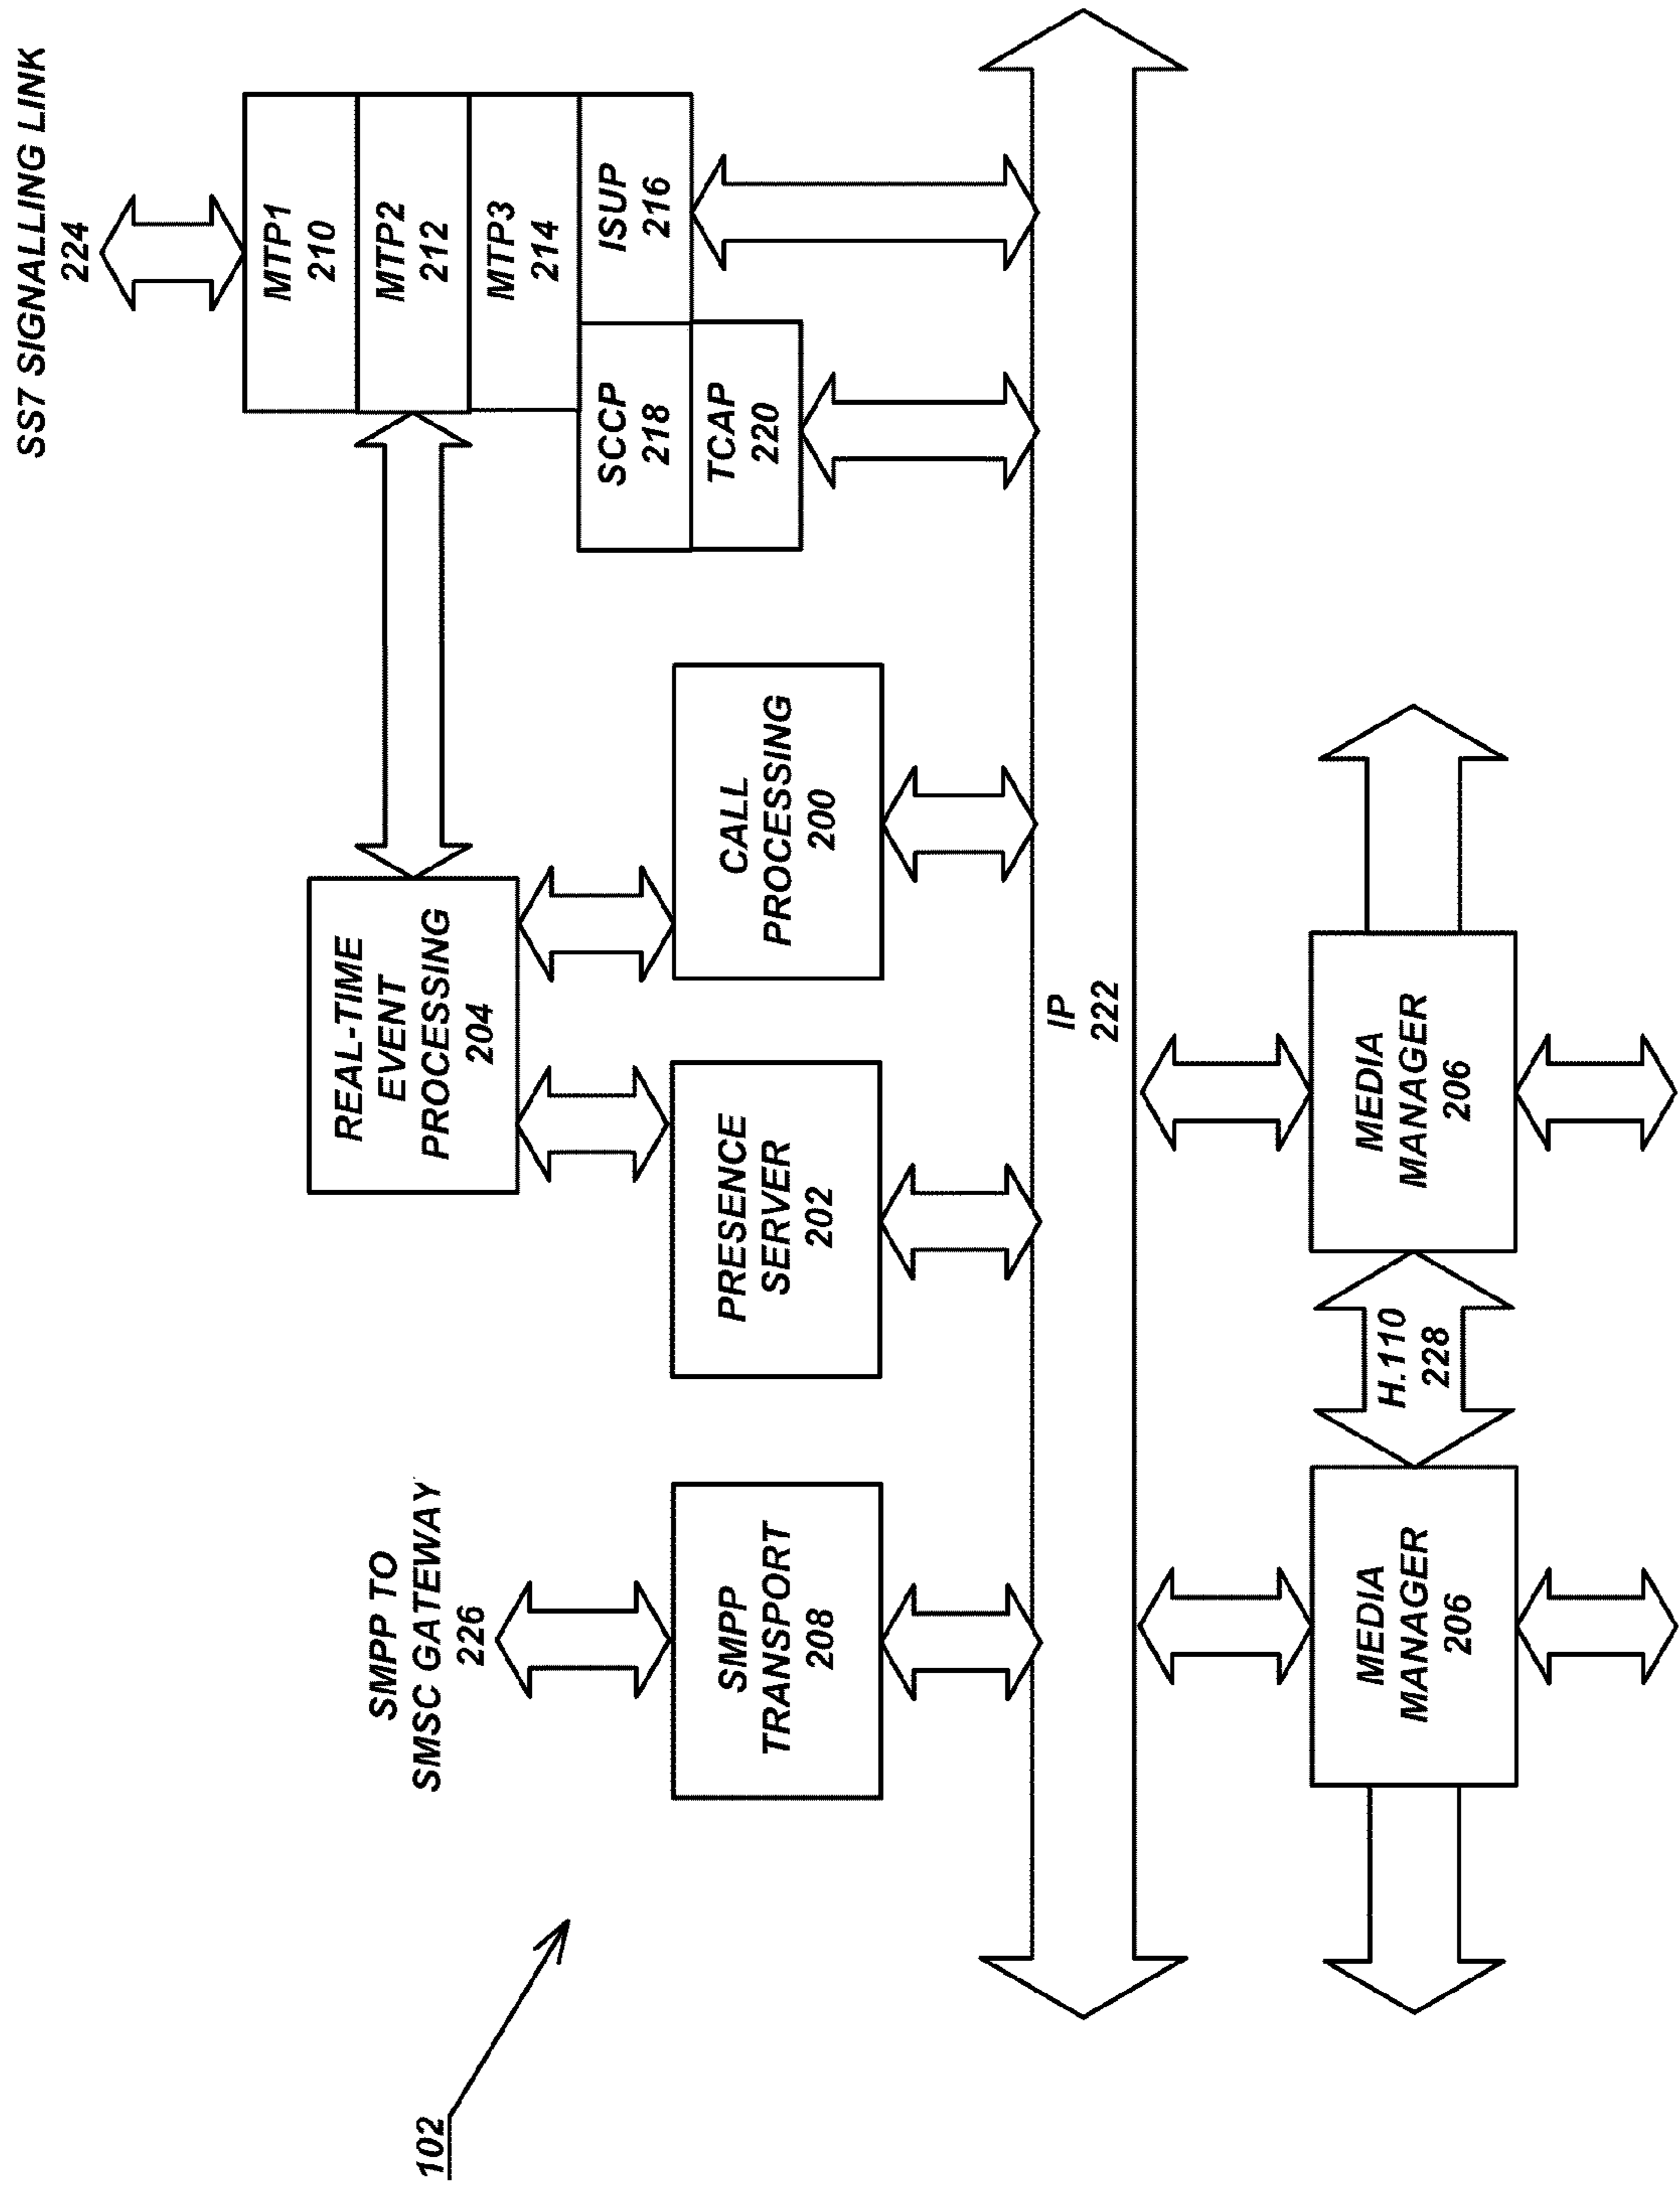 SS7 SIGNALLING LINK
224
MTP1
210
MTP2
212
MTP3
214
ISUP
216
SCCP
218
TCAP
220
REAL-TIME
EVENT
PROCESSING
204
CALL
PROCESSING
200
PRESENCE
SERVER
202
SMPP TO
SMSC GATEWAY
226
SMPP
TRANSPORT
208
IP
222
MEDIA
MANAGER
206
H.110
228
MEDIA
MANAGER
206
102